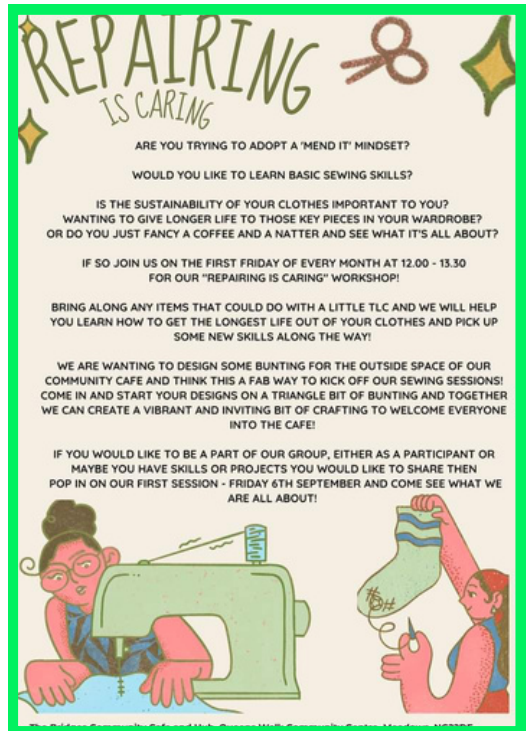 REPAIRING
IS CARING
ARE YOU TRYING TO ADOPT A 'MEND IT' MINDSET?
WOULD YOU LIKE TO LEARN BASIC SEWING SKILLS?
IS THE SUSTAINABILITY OF YOUR CLOTHES IMPORTANT TO YOU?
WANTING TO GIVE LONGER LIFE TO THOSE KEY PIECES IN YOUR WARDROBE?
OR DO YOU JUST FANCY A COFFEE AND A NATTER AND SEE WHAT IT'S ALL ABOUT?
IF SO JOIN US ON THE FIRST FRIDAY OF EVERY MONTH AT 12.00 - 13.30
FOR OUR "REPAIRING IS CARING" WORKSHOP!
BRING ALONG ANY ITEMS THAT COULD DO WITH A LITTLE TLC AND WE WILL HELP
YOU LEARN HOW TO GET THE LONGEST LIFE OUT OF YOUR CLOTHES AND PICK UP
SOME NEW SKILLS ALONG THE WAY!
WE ARE WANTING TO DESIGN SOME BUNTING FOR THE OUTSIDE SPACE OF OUR
COMMUNITY CAFE AND THINK THIS A FAB WAY TO KICK OFF OUR SEWING SESSIONS!
COME IN AND START YOUR DESIGNS ON A TRIANGLE BIT OF BUNTING AND TOGETHER
WE CAN CREATE A VIBRANT AND INVITING BIT OF CRAFTING TO WELCOME EVERYONE
INTO THE CAFE!
IF YOU WOULD LIKE TO BE A PART OF OUR GROUP, EITHER AS A PARTICIPANT OR
MAYBE YOU HAVE SKILLS OR PROJECTS YOU WOULD LIKE TO SHARE THEN
POP IN ON OUR FIRST SESSION - FRIDAY 6TH SEPTEMBER AND COME SEE WHAT WE
ARE ALL ABOUT!